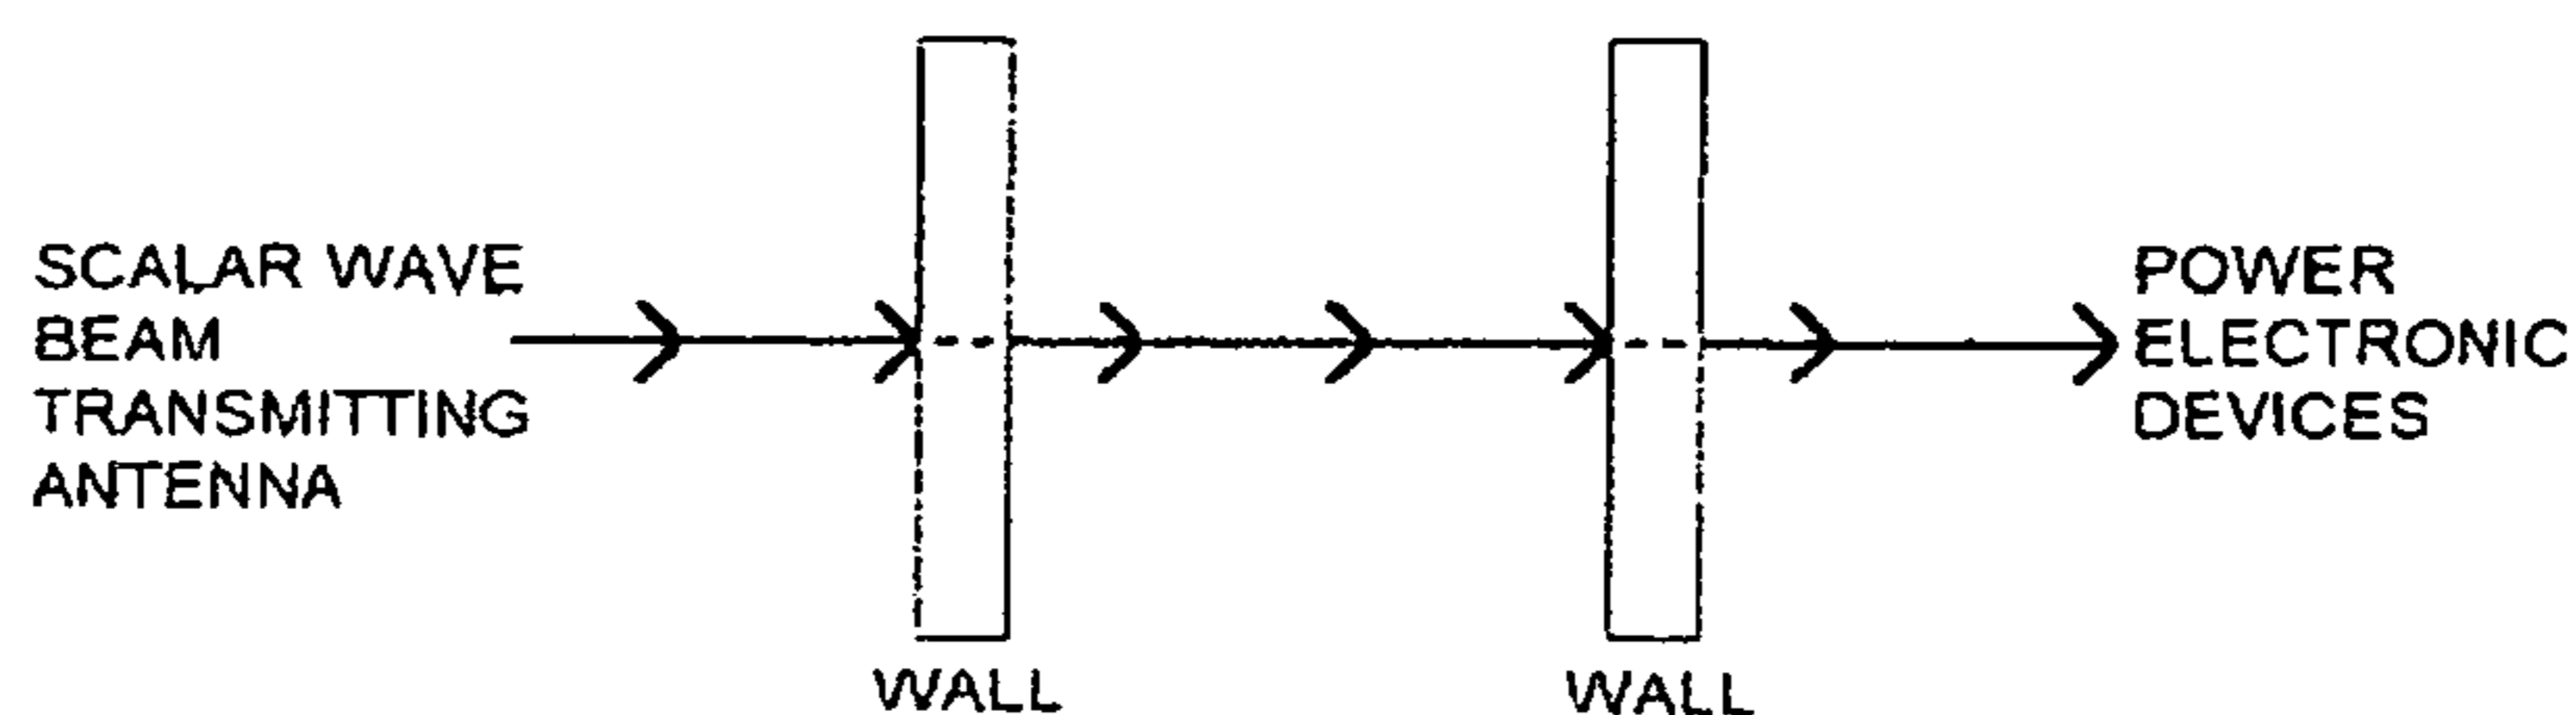 SCALAR WAVE
BEAM
TRANSMITTING
ANTENNA
WALL
WALL
POWER
ELECTRONIC
DEVICES